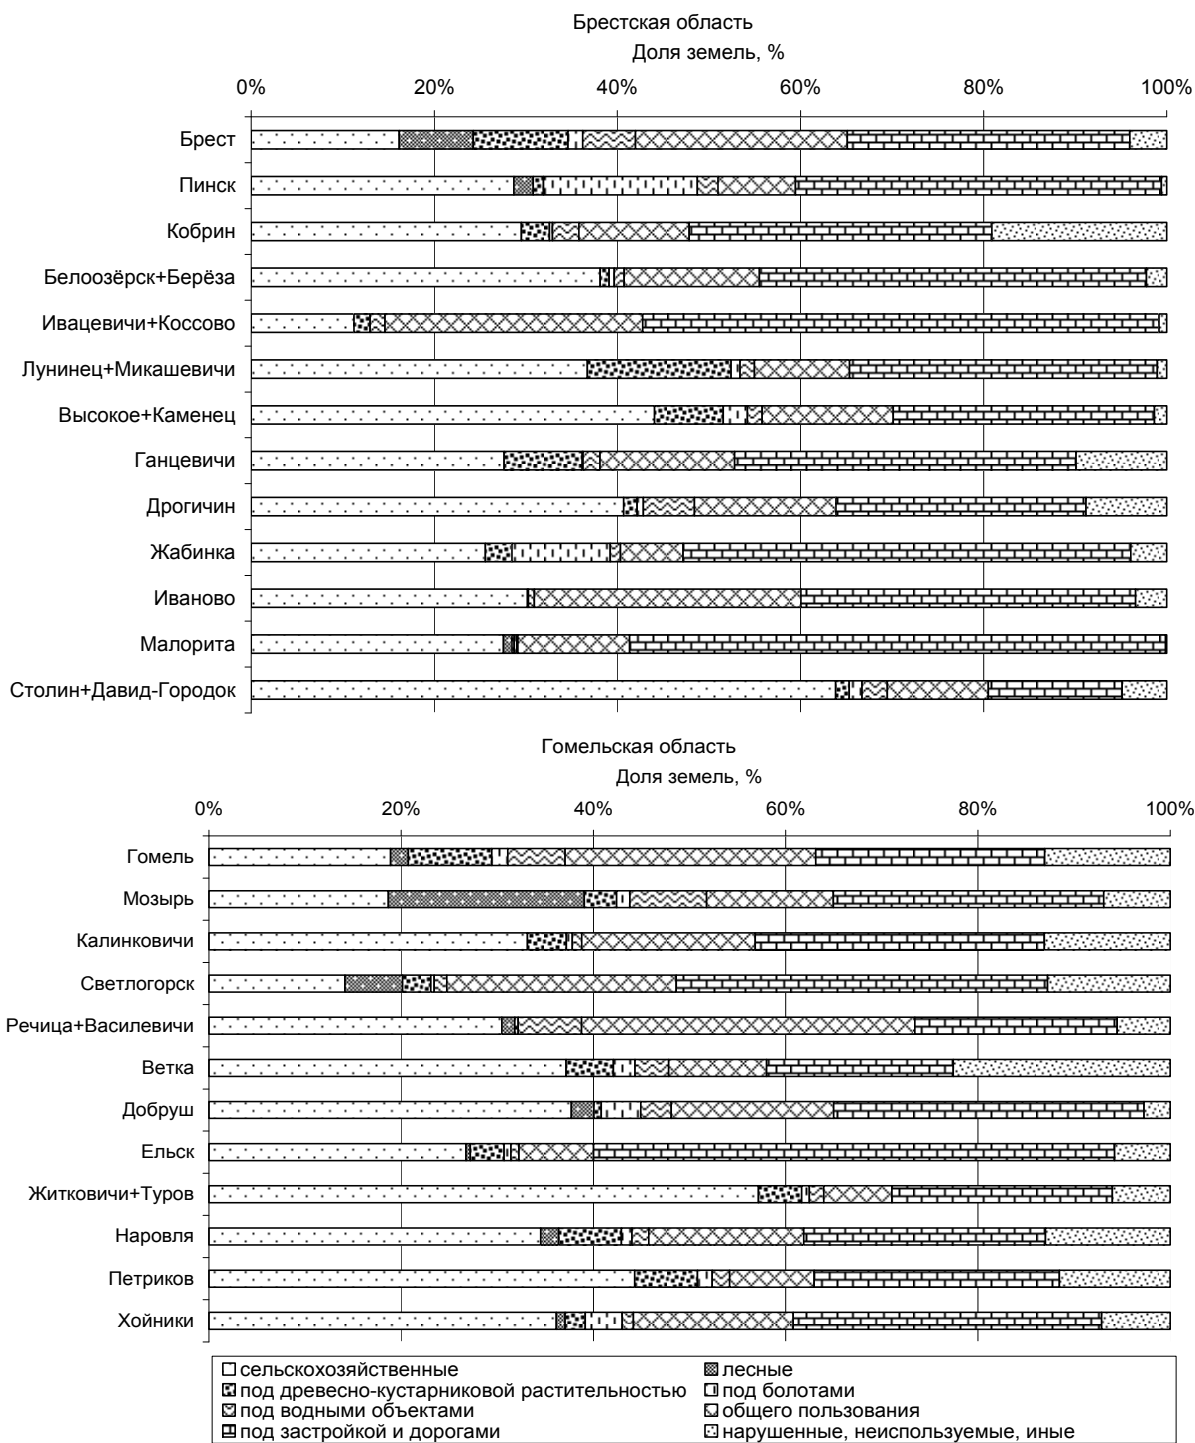 Брестская область
Доля земель, %
0% 20% 40% 60% 80% 100%
Брест
Пинск
Кобрин
Белоозёрск+Берёза
Ивацевичи+Коссово
Лунинец+Микашевичи
Высокое+Каменец
Ганцевичи
Дрогичин
Жабинка
Иваново
Малорита
Столин+Давид-Городок
Гомельская область
Доля земель, %
0% 20% 40% 60% 80% 100%
Гомель
Мозырь
Калинковичи
Светлогорск
Речица+Василевичи
Ветка
Добруш
Ельск
Житковичи+Туров
Наровля
Петриков
Хойники
сельскохозяйственные лесные
под древесно-кустарниковой растительностью под болотами
под водными объектами общего пользования
под застройкой и дорогами нарушенные, неиспользуемые, иные